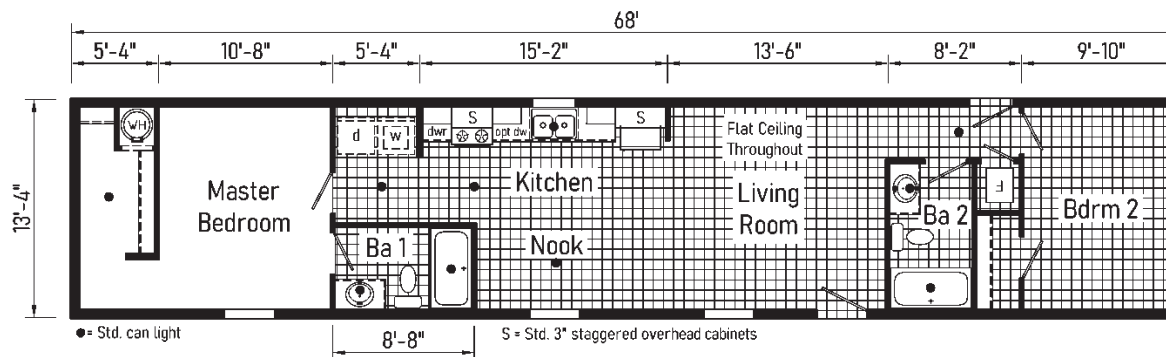 68'
5'-4" 10'-8" 5'-4" 15'-2" 13'-6" 8'-2" 9'-10"
13'-4"
WH
d w
dwr S opt dw S
Flat Ceiling
Throughout
Master
Bedroom
Kitchen
Living
Room
F
Ba 1
Nook
Ba 2
Bdrm 2
= Std. can light
S = Std. 3" staggered overhead cabinets
8'-8"